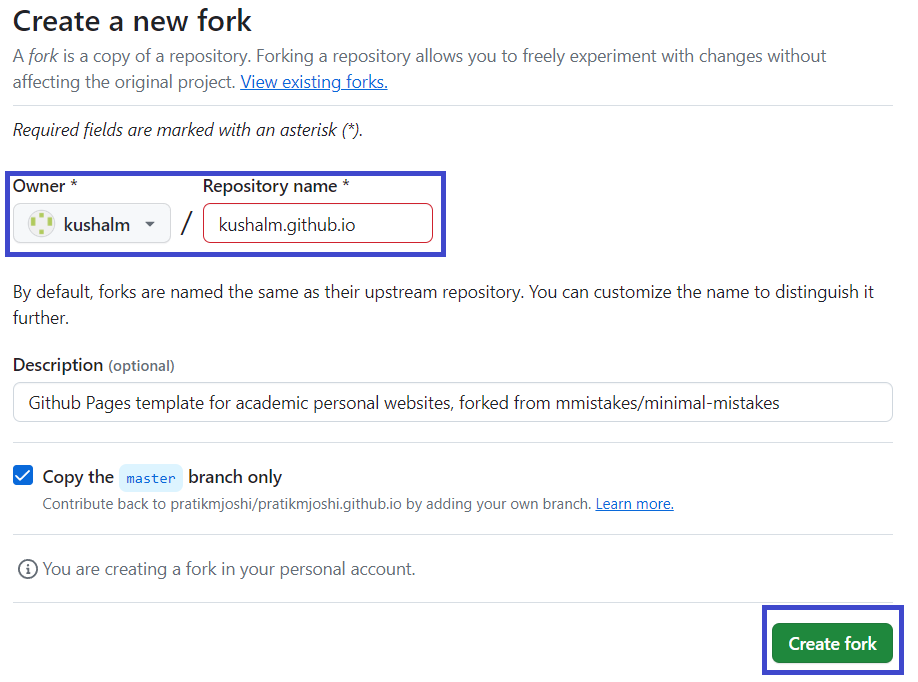 Create a new fork
A fork is a copy of a repository. Forking a repository allows you to freely experiment with changes without
affecting the original project. View existing forks.
Required fields are marked with an asterisk (*).
Owner * Repository name *
kushalm / kushalm.github.io
By default, forks are named the same as their upstream repository. You can customize the name to distinguish it
further.
Description (optional)
Github Pages template for academic personal websites, forked from mmistakes/minimal-mistakes
Copy the master branch only
Contribute back to pratikmjoshi/pratikmjoshi.github.io by adding your own branch. Learn more.
You are creating a fork in your personal account.
Create fork